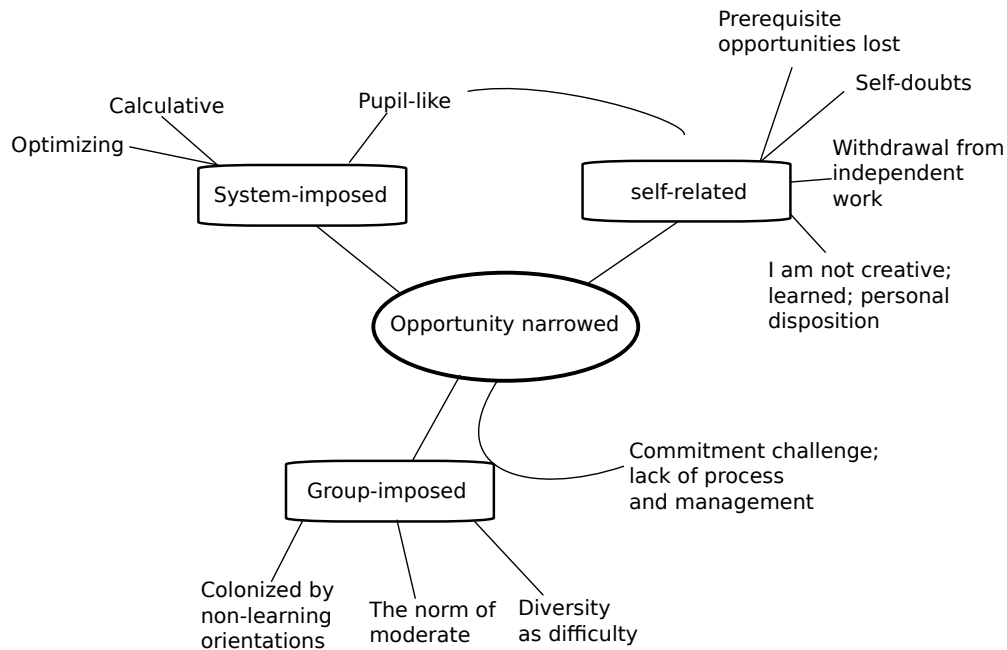 Prerequisite
opportunities lost
Self-doubts
Calculative
Pupil-like
Optimizing
Withdrawal from
independent
work
System-imposed
self-related
I am not creative;
learned; personal
disposition
Opportunity narrowed
Commitment challenge;
lack of process
and management
Group-imposed
Colonized by
non-learning
orientations
The norm of
moderate
Diversity
as difficulty